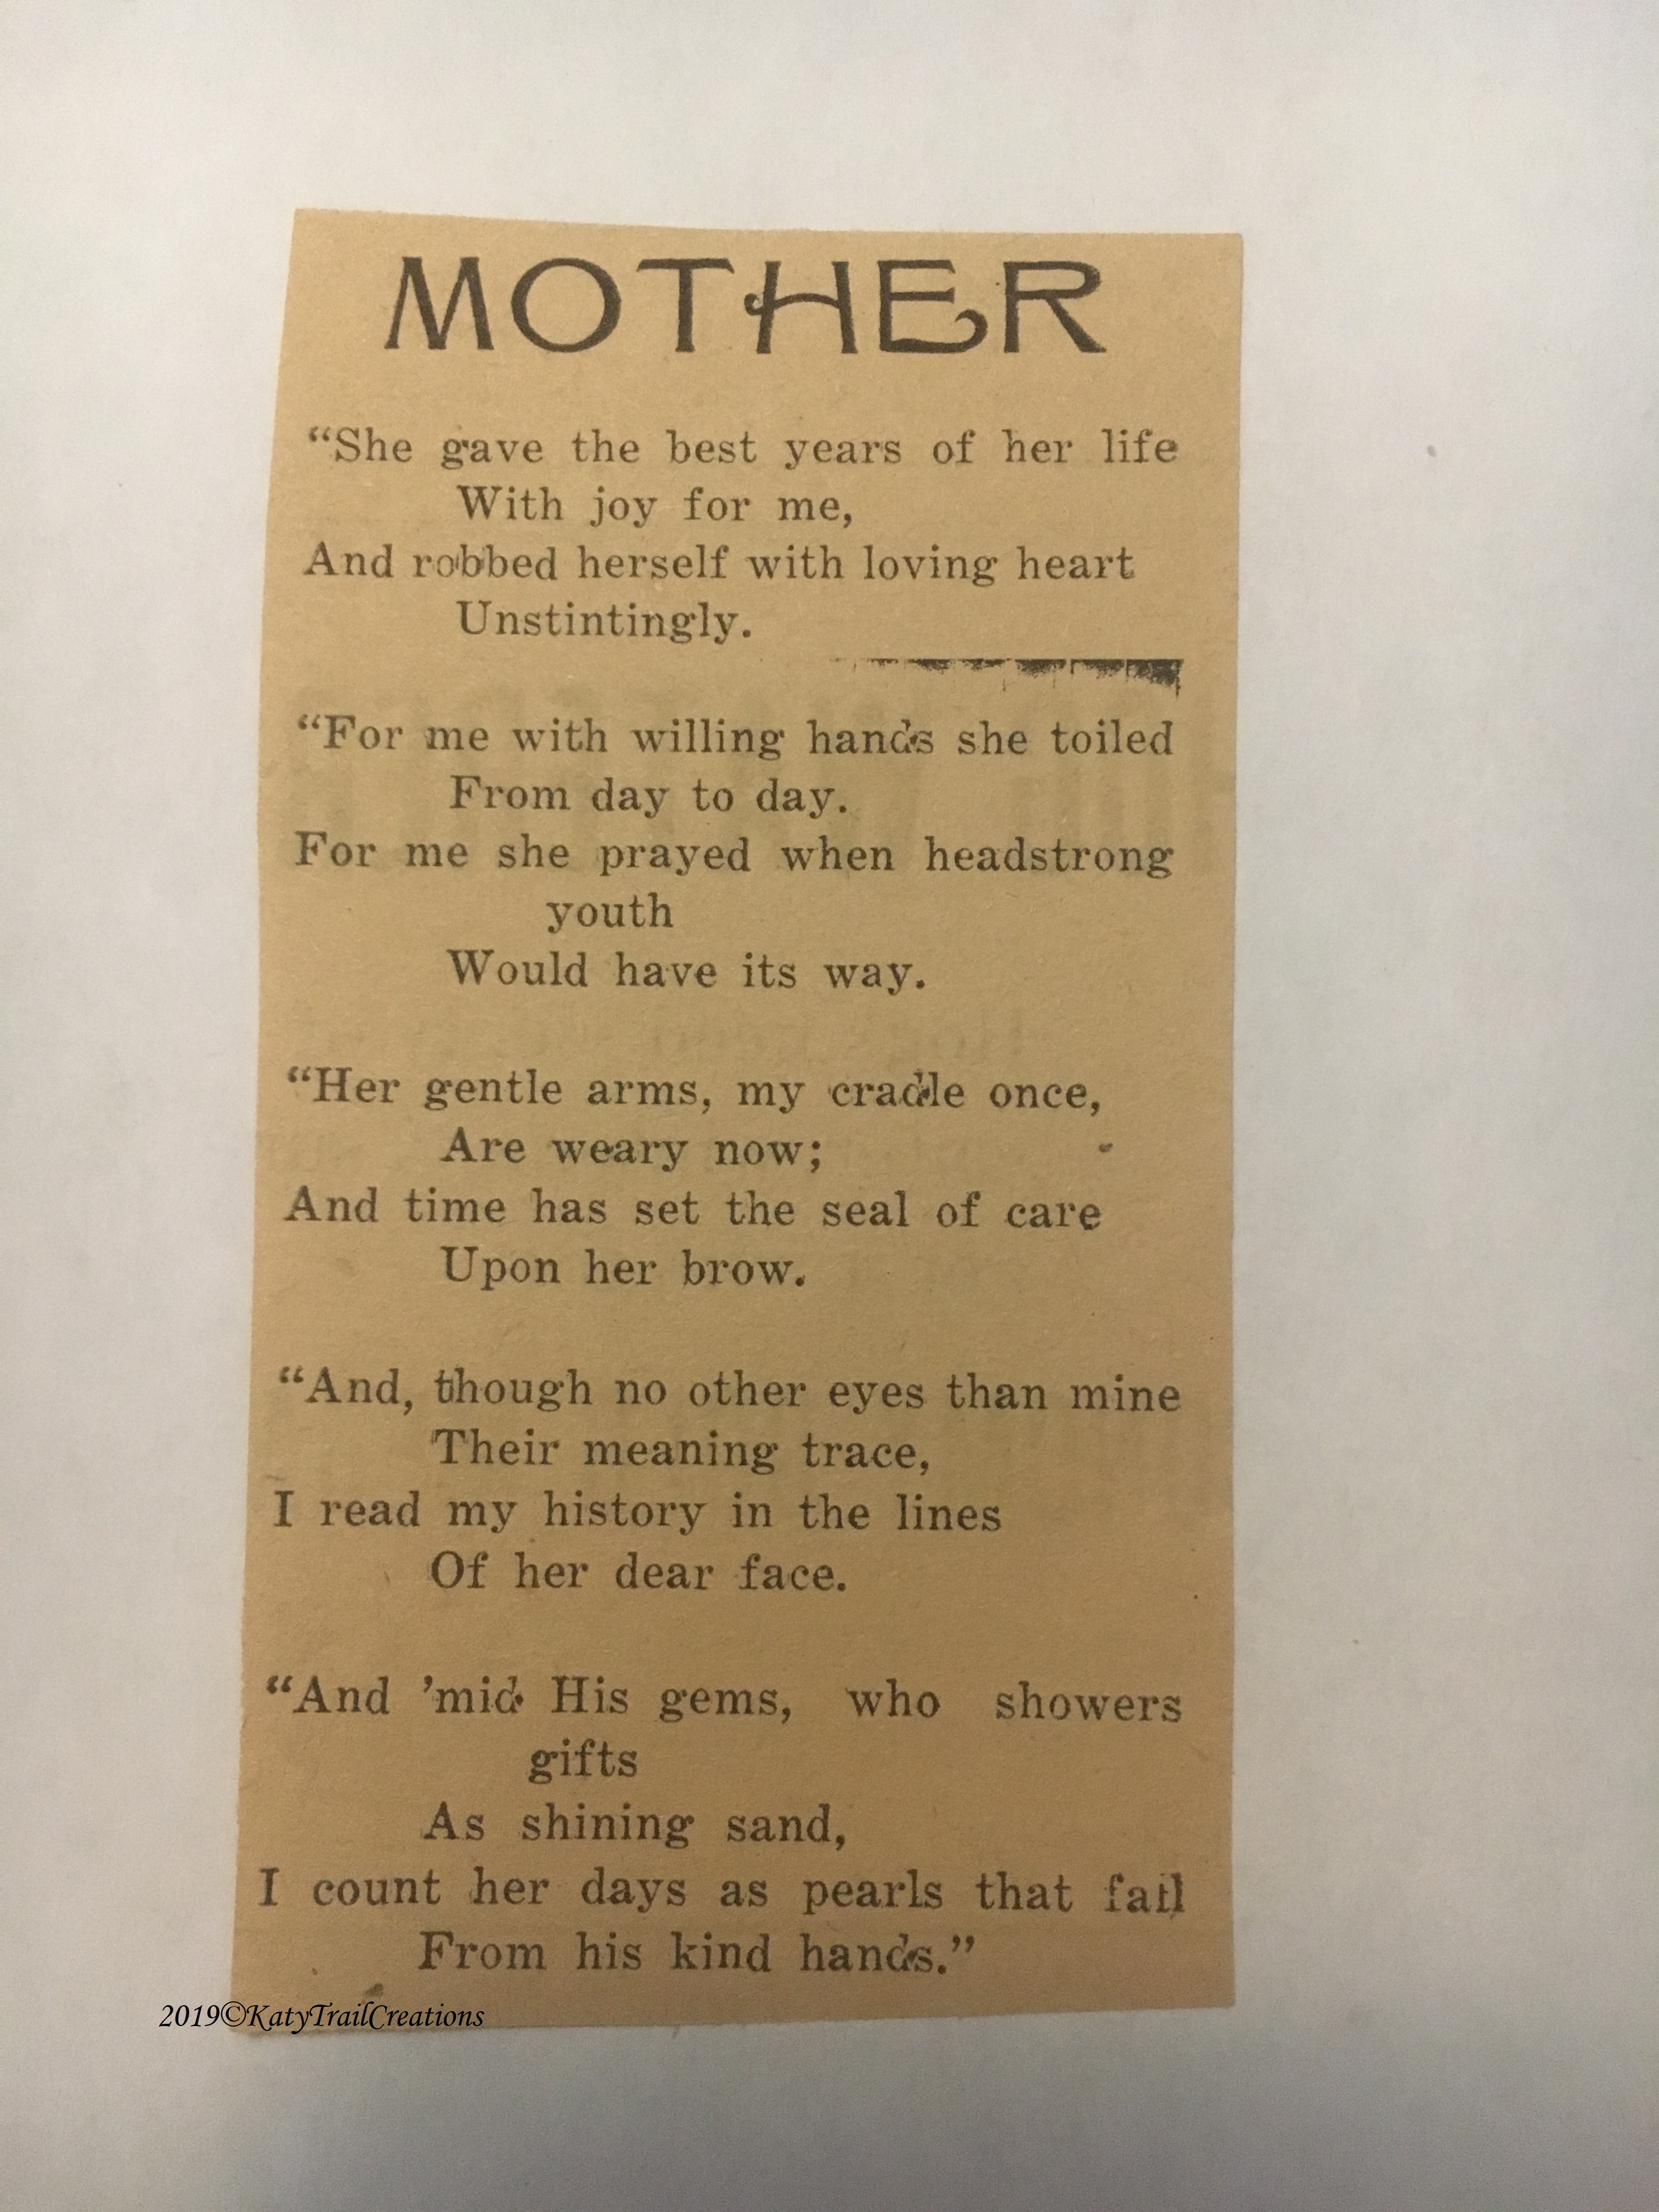 MOTHER
“She gave the best years of her life
With joy for me,
And robbed herself with loving heart
Unstintingly.
“For me with willing hands she toiled
From day to day.
For me she prayed when headstrong
youth
Would have its way.
“Her gentle arms, my cradle once,
Are weary now;
And time has set the seal of care
Upon her brow.
“And, though no other eyes than mine
Their meaning trace,
I read my history in the lines
Of her dear face.
“And ’mid His gems, who showers
gifts
As shining sand,
I count her days as pearls that fall
From his kind hands.”
2019©KatyTrailCreations